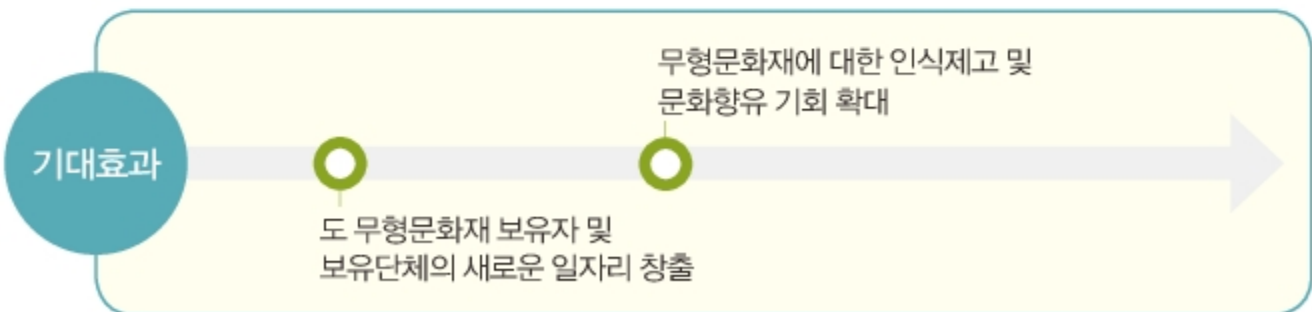 기대효과
무형문화재에 대한 인식제고 및
문화향유 기회 확대
도 무형문화재 보유자 및
보유단체의 새로운 일자리 창출